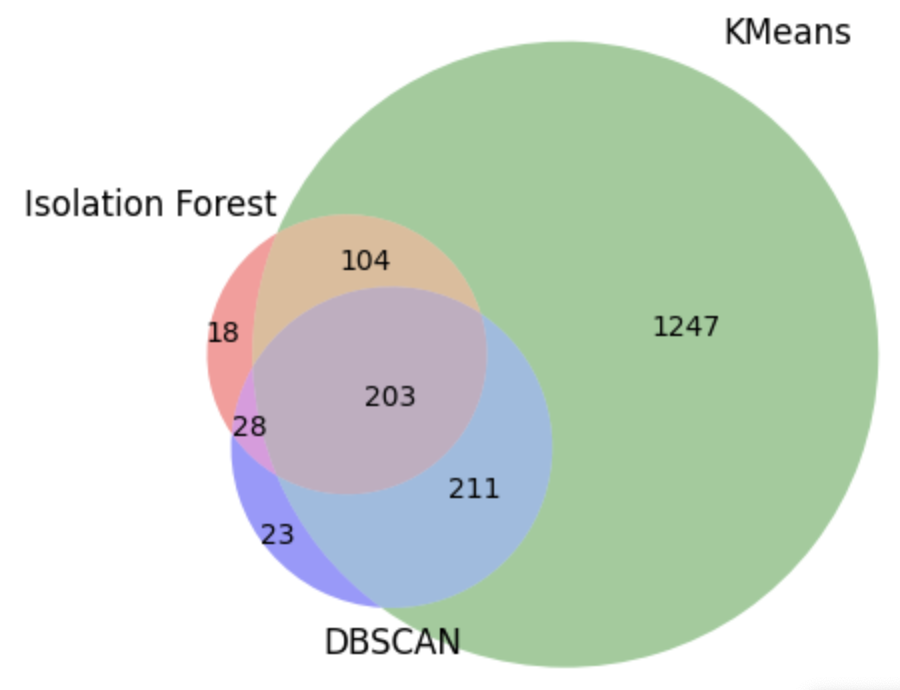 KMeans
Isolation Forest
104
1247
18
203
28
211
23
DBSCAN